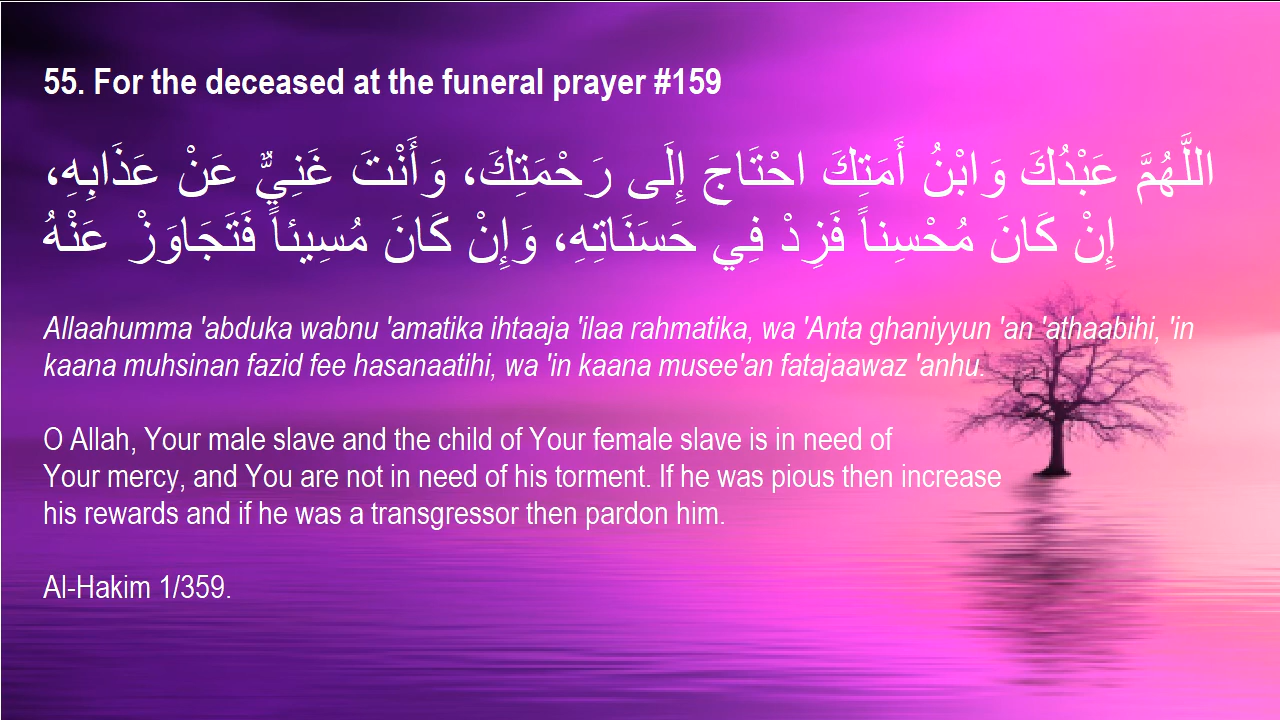 55. For the deceased at the funeral prayer #159
اللَّهُمَّ عَبْدُكَ وَابْنُ أَمَتِكَ احْتَاجَ إِلَى رَحْمَتِكَ، وَأَنْتَ غَنِيٌّ عَنْ عَذَابِهِ،
إِنْ كَانَ مُحْسِناً فَزِدْ فِي حَسَنَاتِهِ، وَإِنْ كَانَ مُسِيئاً فَتَجَاوَزْ عَنْهُ
Allaahumma 'abduka wabnu 'amatika ihtaaja 'ilaa rahmatika, wa 'Anta ghaniyyun 'an 'athaabihi, 'in
kaana muhsinan fazid fee hasanaatihi, wa 'in kaana musee'an fatajaawaz 'anhu.
O Allah, Your male slave and the child of Your female slave is in need of
Your mercy, and You are not in need of his torment. If he was pious then increase
his rewards and if he was a transgressor then pardon him.
Al-Hakim 1/359.